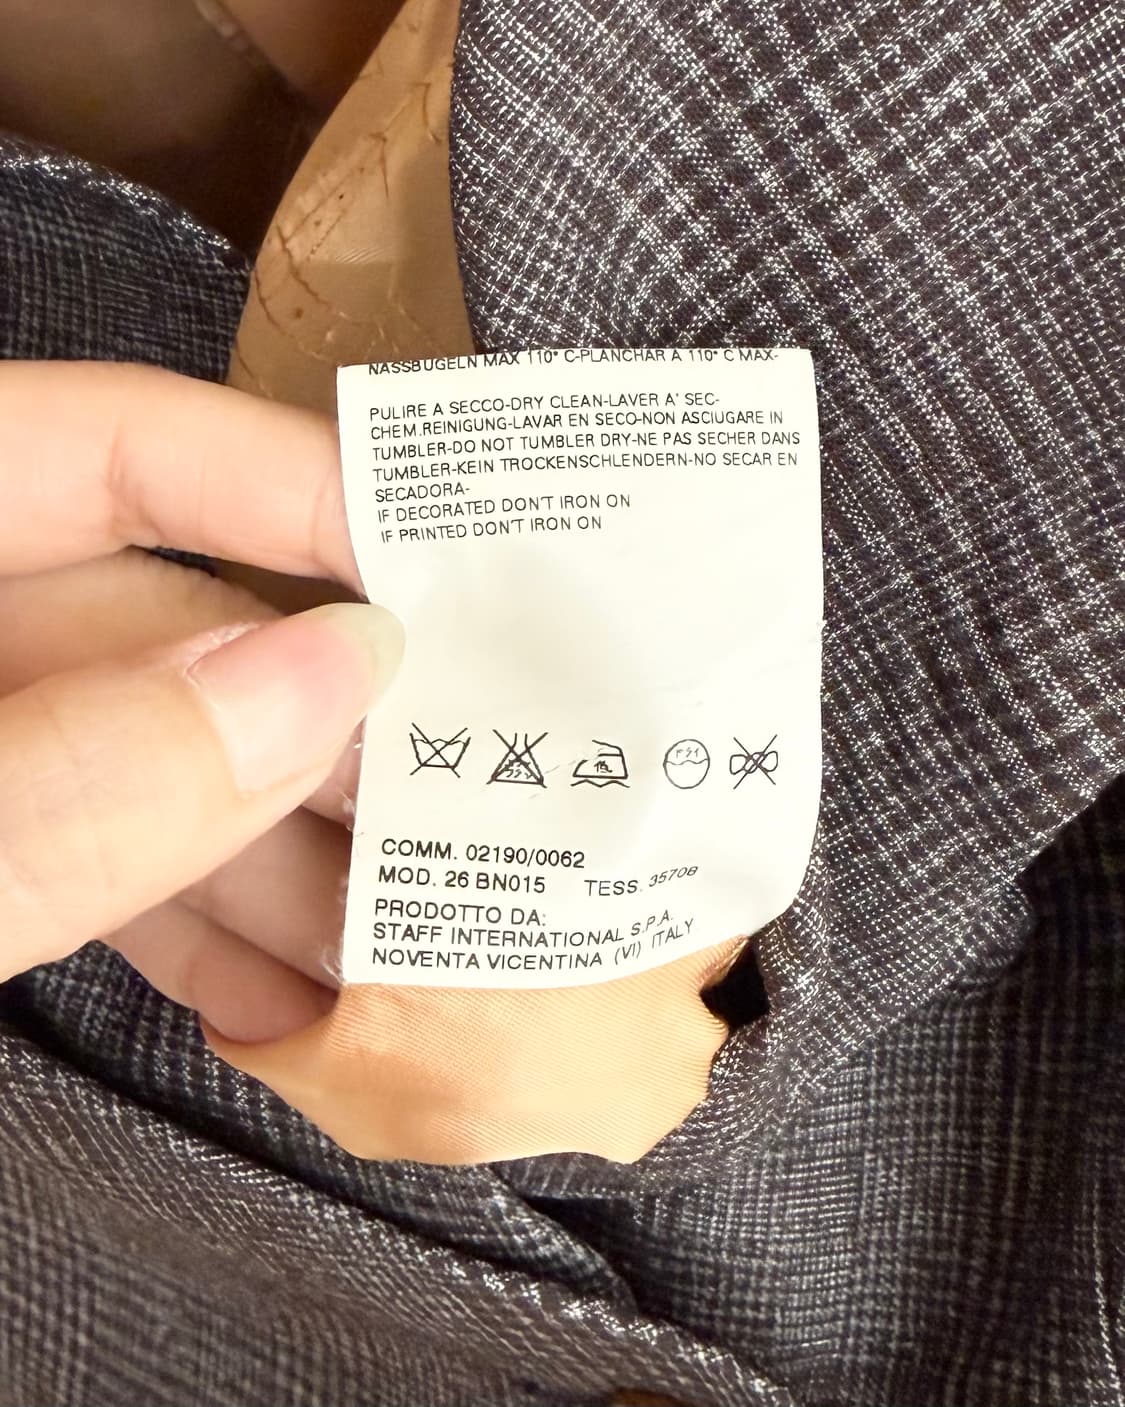 NASSBÜGELN MAX 110° C-PLANCHAR A 110° C MAX-
PULIRE A SECCO-DRY CLEAN-LAVER A' SEC-
CHEM.REINIGUNG-LAVAR EN SECO-NON ASCIUGARE IN
TUMBLER-DO NOT TUMBLER DRY-NE PAS SECHER DANS
TUMBLER-KEIN TROCKENSCHLENDERN-NO SECAR EN
SECADORA-
IF DECORATED DON'T IRON ON
IF PRINTED DON'T IRON ON
COMM. 02190/0062
MOD. 26 BN015 TESS. 35708
PRODOTTO DA:
STAFF INTERNATIONAL S.P.A.
NOVENTA VICENTINA (VI) ITALY